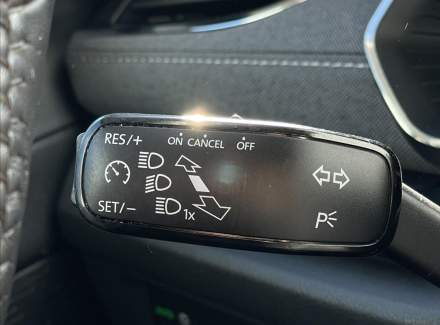 RES/+ ON CANCEL OFF
SET/- 1x
P